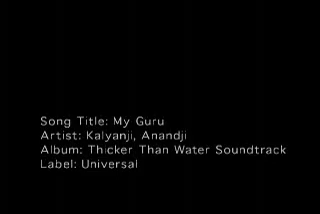 Song Title: My Guru
Artist: Kalyanji, Anandji
Album: Thicker Than Water Soundtrack
Label: Universal